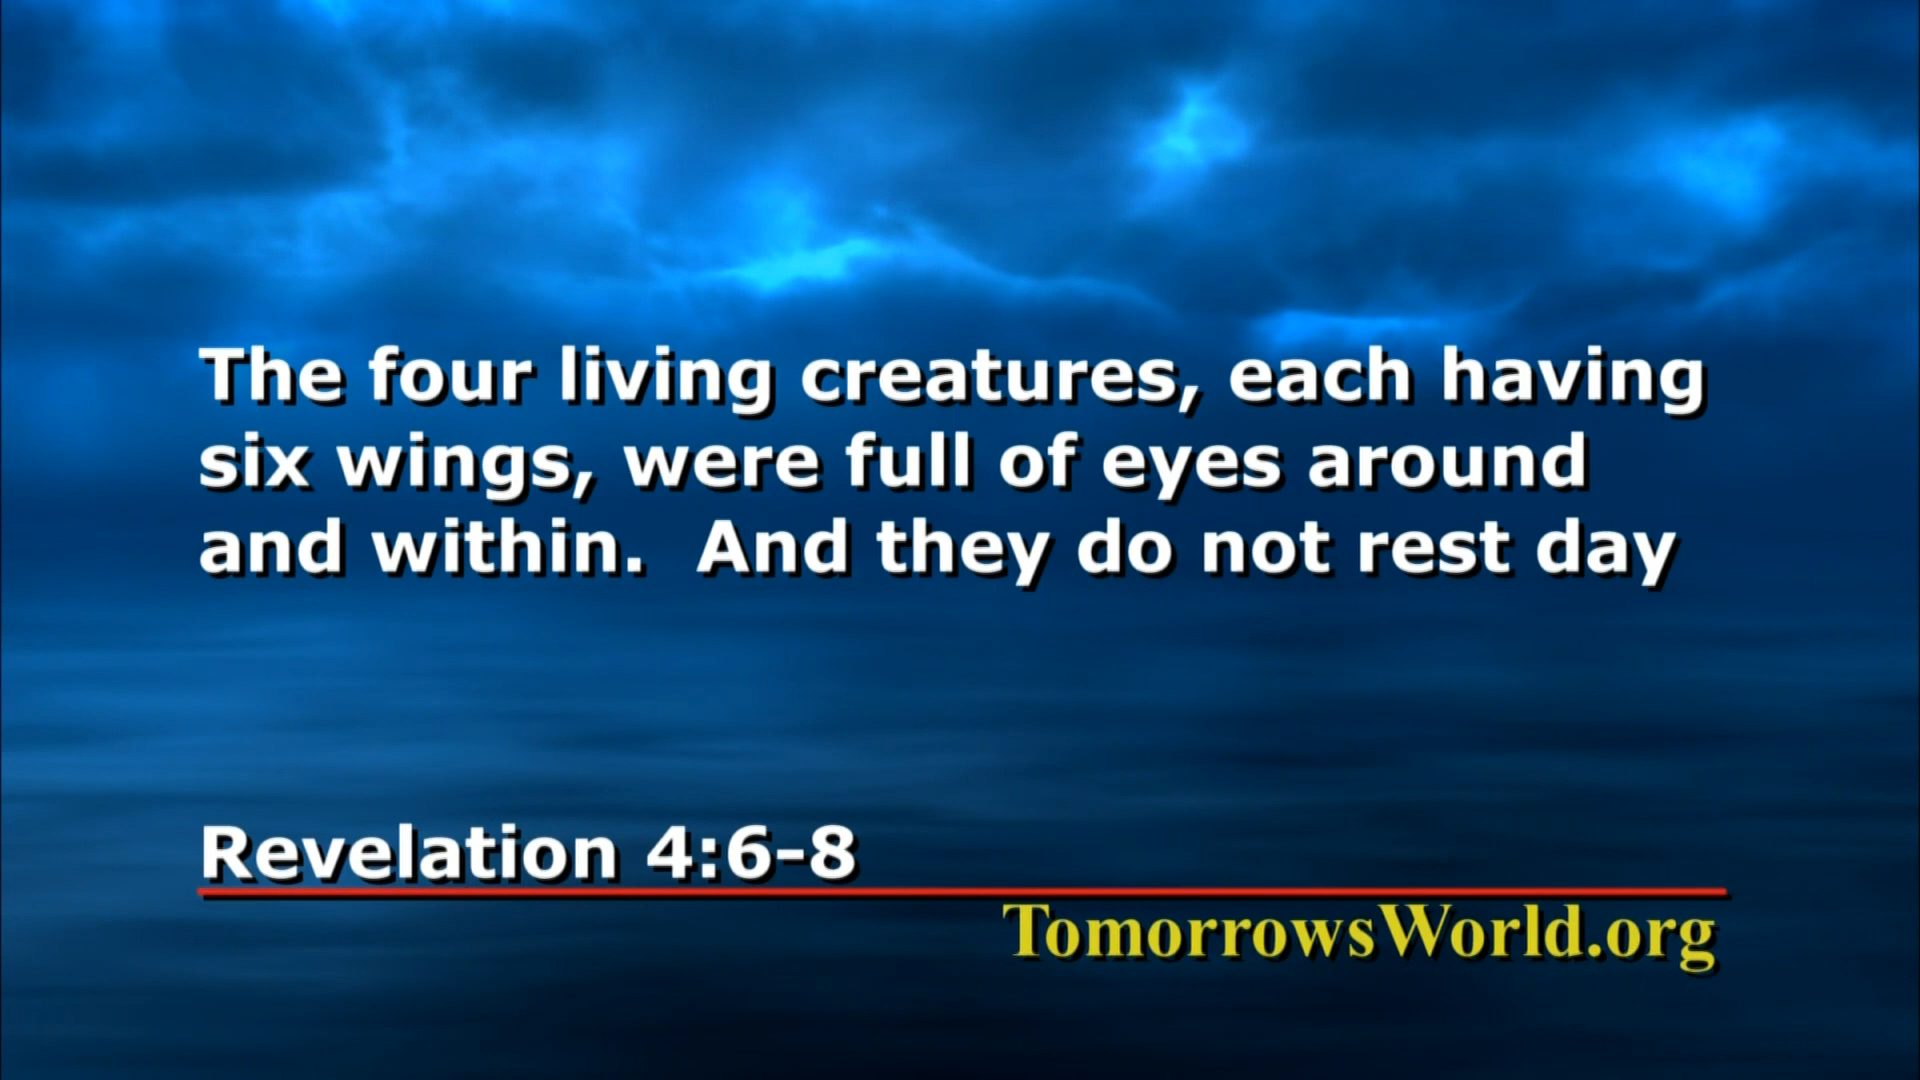 The four living creatures, each having
six wings, were full of eyes around
and within.  And they do not rest day
Revelation 4:6-8
TomorrowsWorld.org